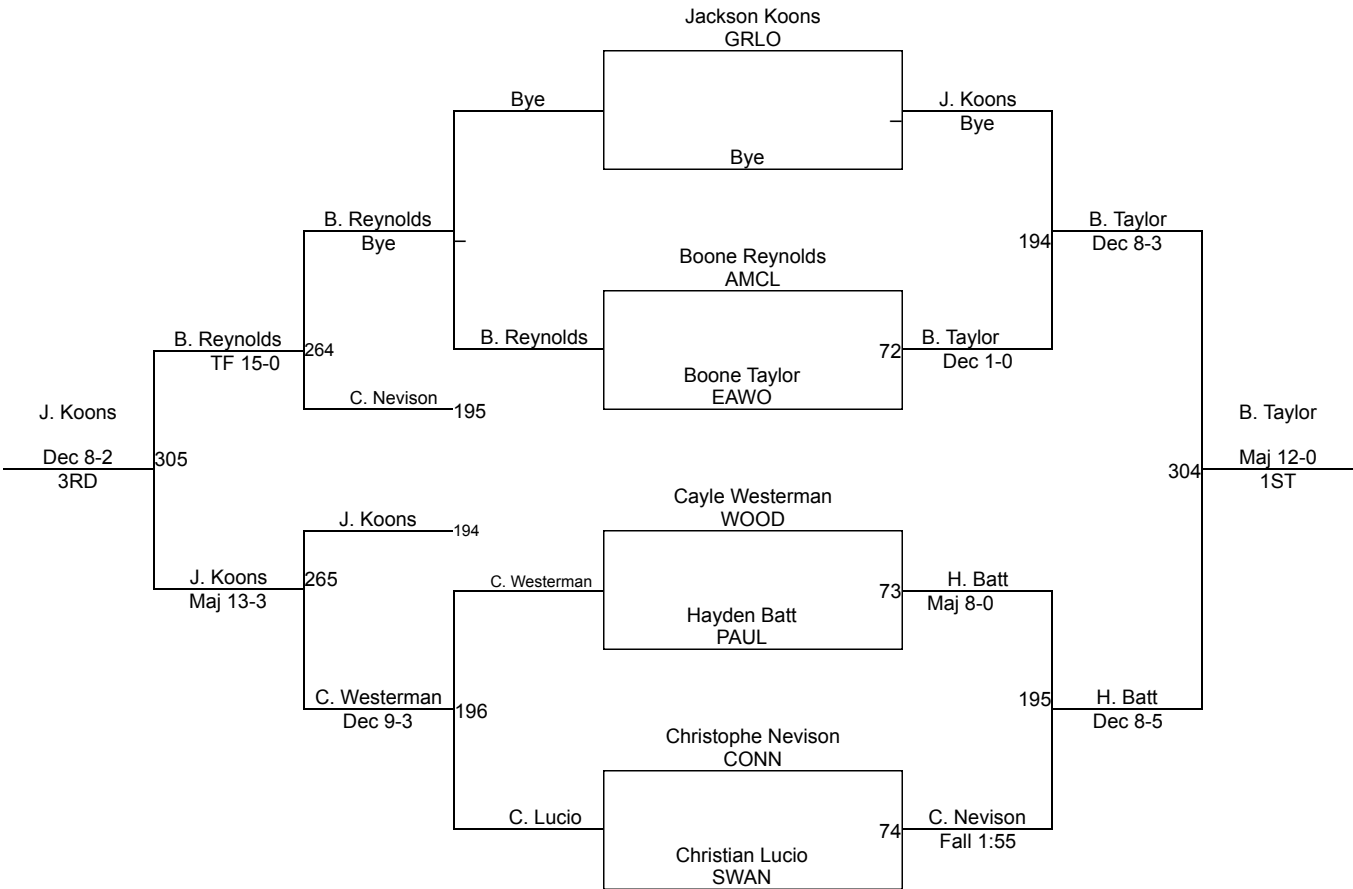 Jackson Koons
GRLO
Bye
J. Koons
Bye
Bye
B. Reynolds
Bye
194
B. Taylor
Dec 8-3
Boone Reynolds
AMCL
B. Reynolds
TF 15-0
264
B. Reynolds
72
B. Taylor
Dec 1-0
Boone Taylor
EAWO
C. Nevison
195
J. Koons
Dec 8-2
3RD
305
B. Taylor
304
Maj 12-0
1ST
Cayle Westerman
WOOD
J. Koons
194
J. Koons
Maj 13-3
265
C. Westerman
73
H. Batt
Maj 8-0
Hayden Batt
PAUL
C. Westerman
Dec 9-3
196
195
H. Batt
Dec 8-5
Christophe Nevison
CONN
C. Lucio
74
C. Nevison
Fall 1:55
Christian Lucio
SWAN